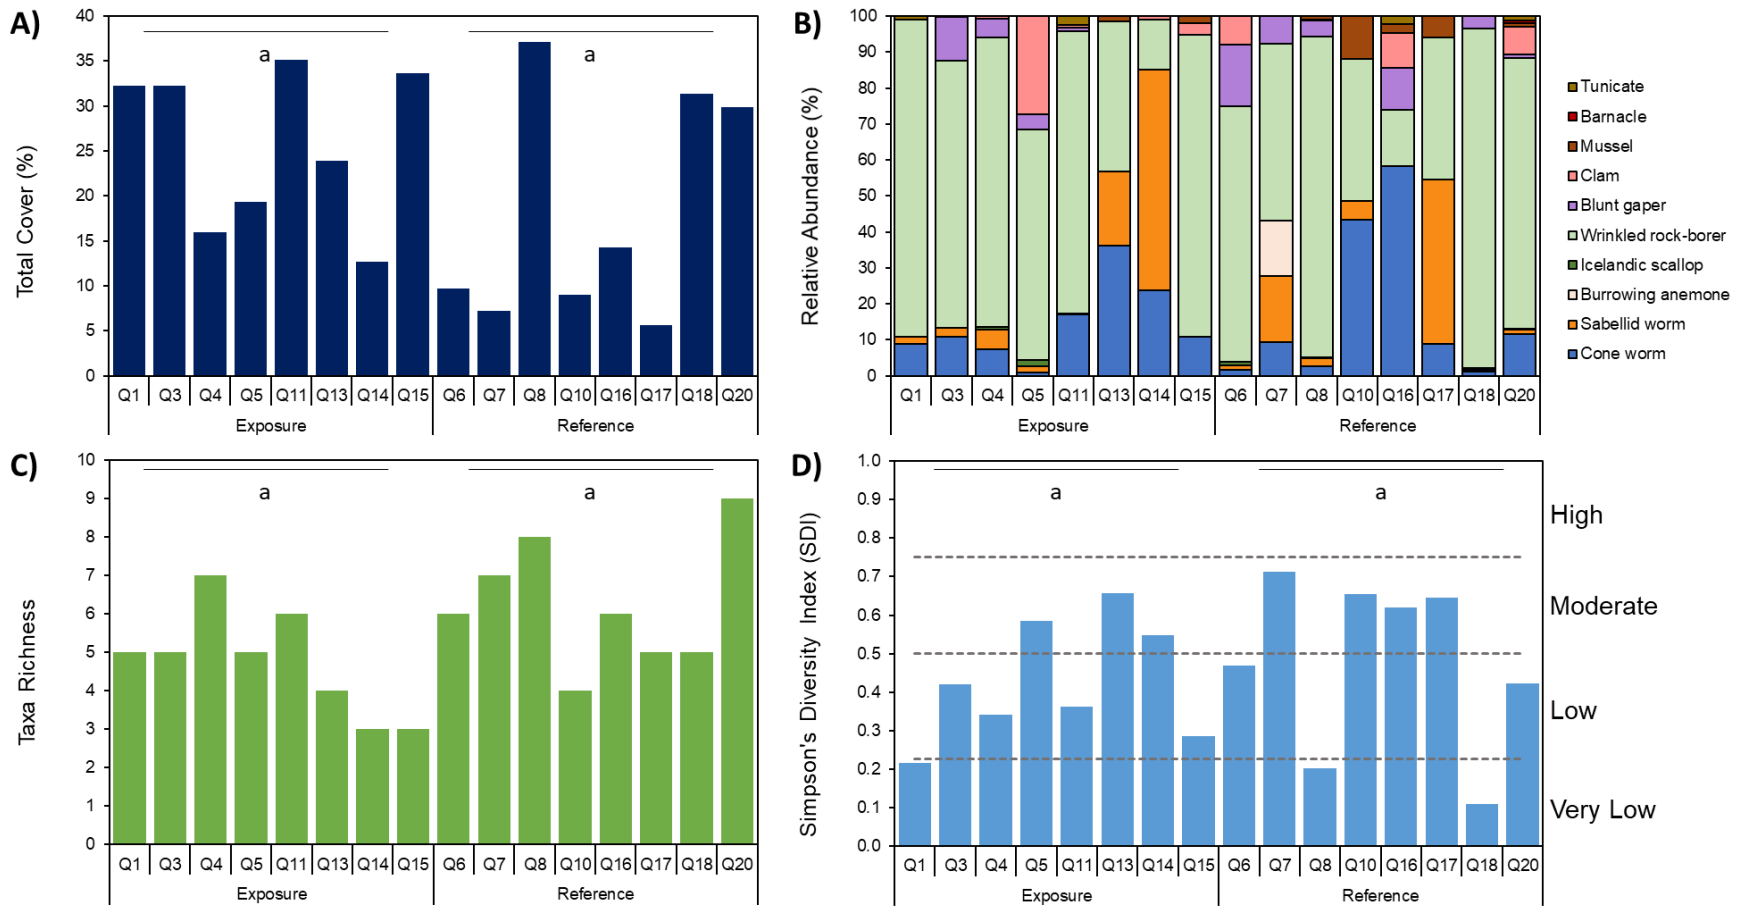 A)
Total Cover (%)
40
35
30
25
20
15
10
5
0
a
a
Q1 Q3 Q4 Q5 Q11 Q13 Q14 Q15 Q6 Q7 Q8 Q10 Q16 Q17 Q18 Q20
Exposure Reference
B)
Relative Abundance (%)
100
90
80
70
60
50
40
30
20
10
0
Q1 Q3 Q4 Q5 Q11 Q13 Q14 Q15 Q6 Q7 Q8 Q10 Q16 Q17 Q18 Q20
Exposure Reference
Tunicate
Barnacle
Mussel
Clam
Blunt gaper
Wrinkled rock-borer
Icelandic scallop
Burrowing anemone
Sabellid worm
Cone worm
C)
Taxa Richness
10
9
8
7
6
5
4
3
2
1
0
a
a
Q1 Q3 Q4 Q5 Q11 Q13 Q14 Q15 Q6 Q7 Q8 Q10 Q16 Q17 Q18 Q20
Exposure Reference
D)
Simpson's Diversity Index (SDI)
1.0
0.9
0.8
0.7
0.6
0.5
0.4
0.3
0.2
0.1
0.0
a
a
High
Moderate
Low
Very Low
Q1 Q3 Q4 Q5 Q11 Q13 Q14 Q15 Q6 Q7 Q8 Q10 Q16 Q17 Q18 Q20
Exposure Reference